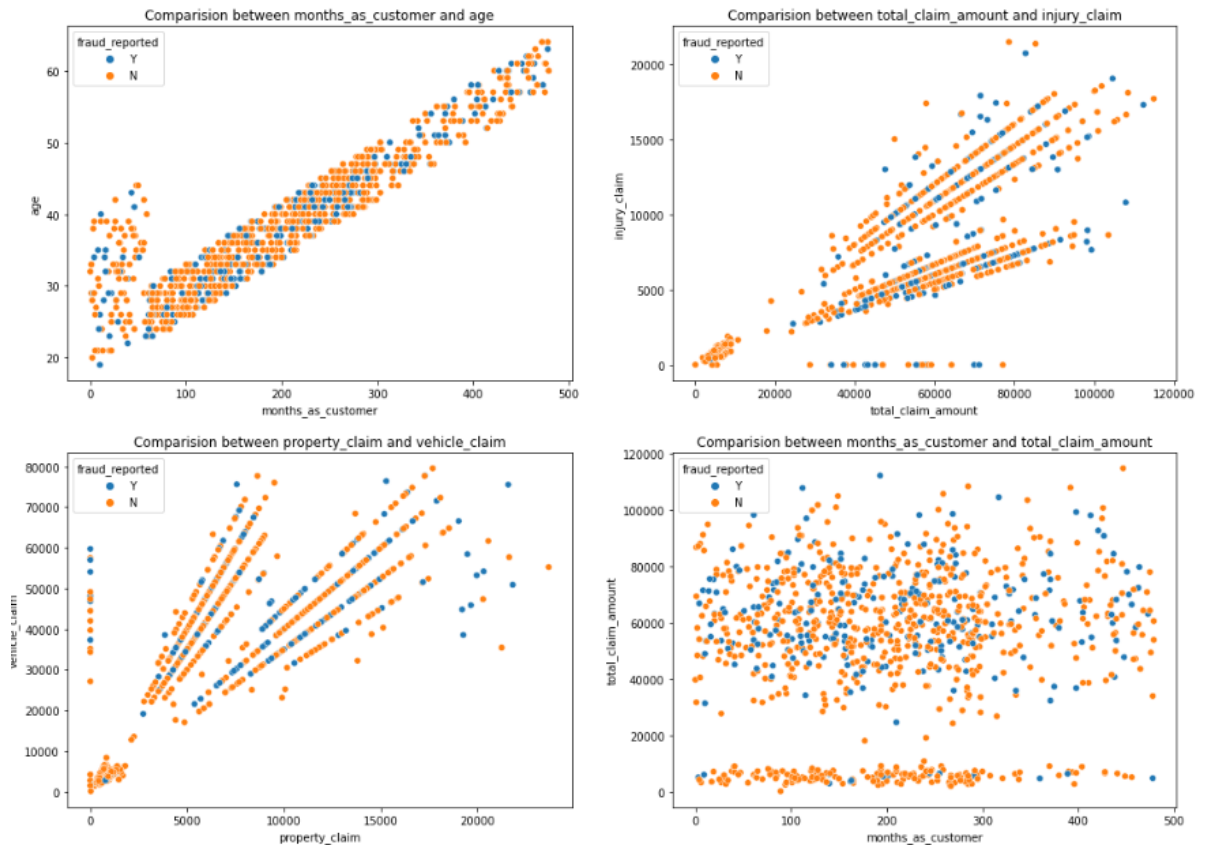 Comparision between months_as_customer and age
fraud_reported
Y
N
age
60
50
40
30
20
0 100 200 300 400 500
months_as_customer
Comparision between total_claim_amount and injury_claim
fraud_reported
Y
N
injury_claim
20000
15000
10000
5000
0
0 20000 40000 60000 80000 100000 120000
total_claim_amount
Comparision between property_claim and vehicle_claim
fraud_reported
Y
N
vehicle_claim
80000
70000
60000
50000
40000
30000
20000
10000
0
0 5000 10000 15000 20000
property_claim
Comparision between months_as_customer and total_claim_amount
fraud_reported
Y
N
total_claim_amount
120000
100000
80000
60000
40000
20000
0
0 100 200 300 400 500
months_as_customer